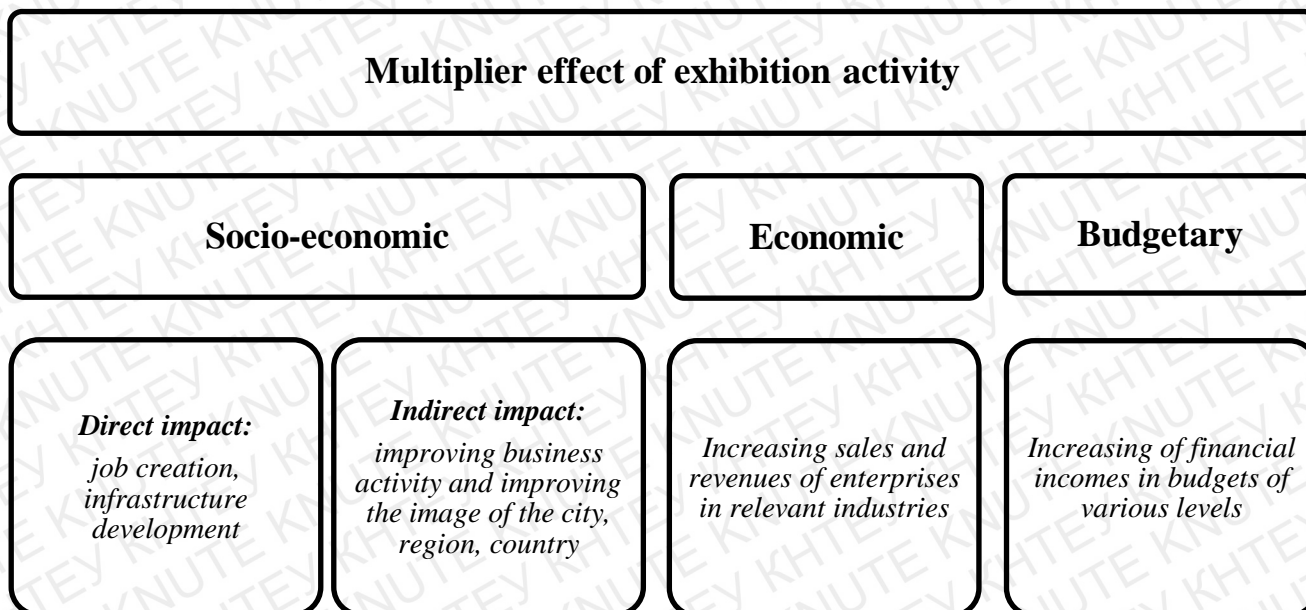 Multiplier effect of exhibition activity
Socio-economic
Economic
Budgetary
Direct impact:
job creation,
infrastructure
development
Indirect impact:
improving business
activity and improving
the image of the city,
region, country
Increasing sales and
revenues of enterprises
in relevant industries
Increasing of financial
incomes in budgets of
various levels